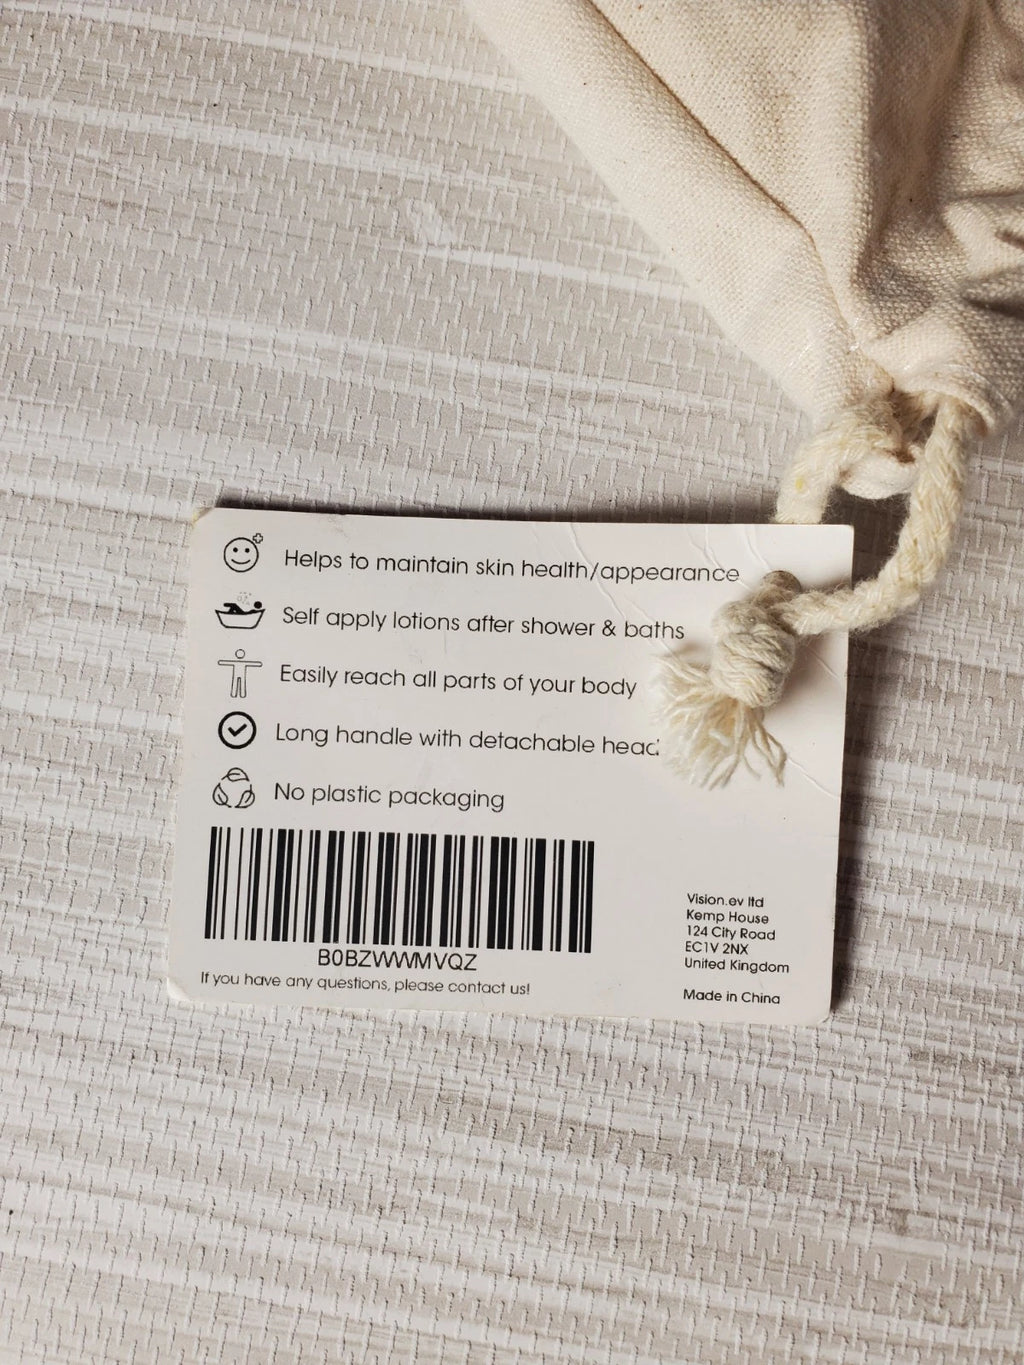 Helps to maintain skin health/appearance
Self apply lotions after shower & baths
Easily reach all parts of your body
Long handle with detachable head
No plastic packaging
B0BZWWMVQZ
If you have any questions, please contact us!
Vision.ev ltd
Kemp House
124 City Road
EC1V 2NX
United Kingdom
Made in China